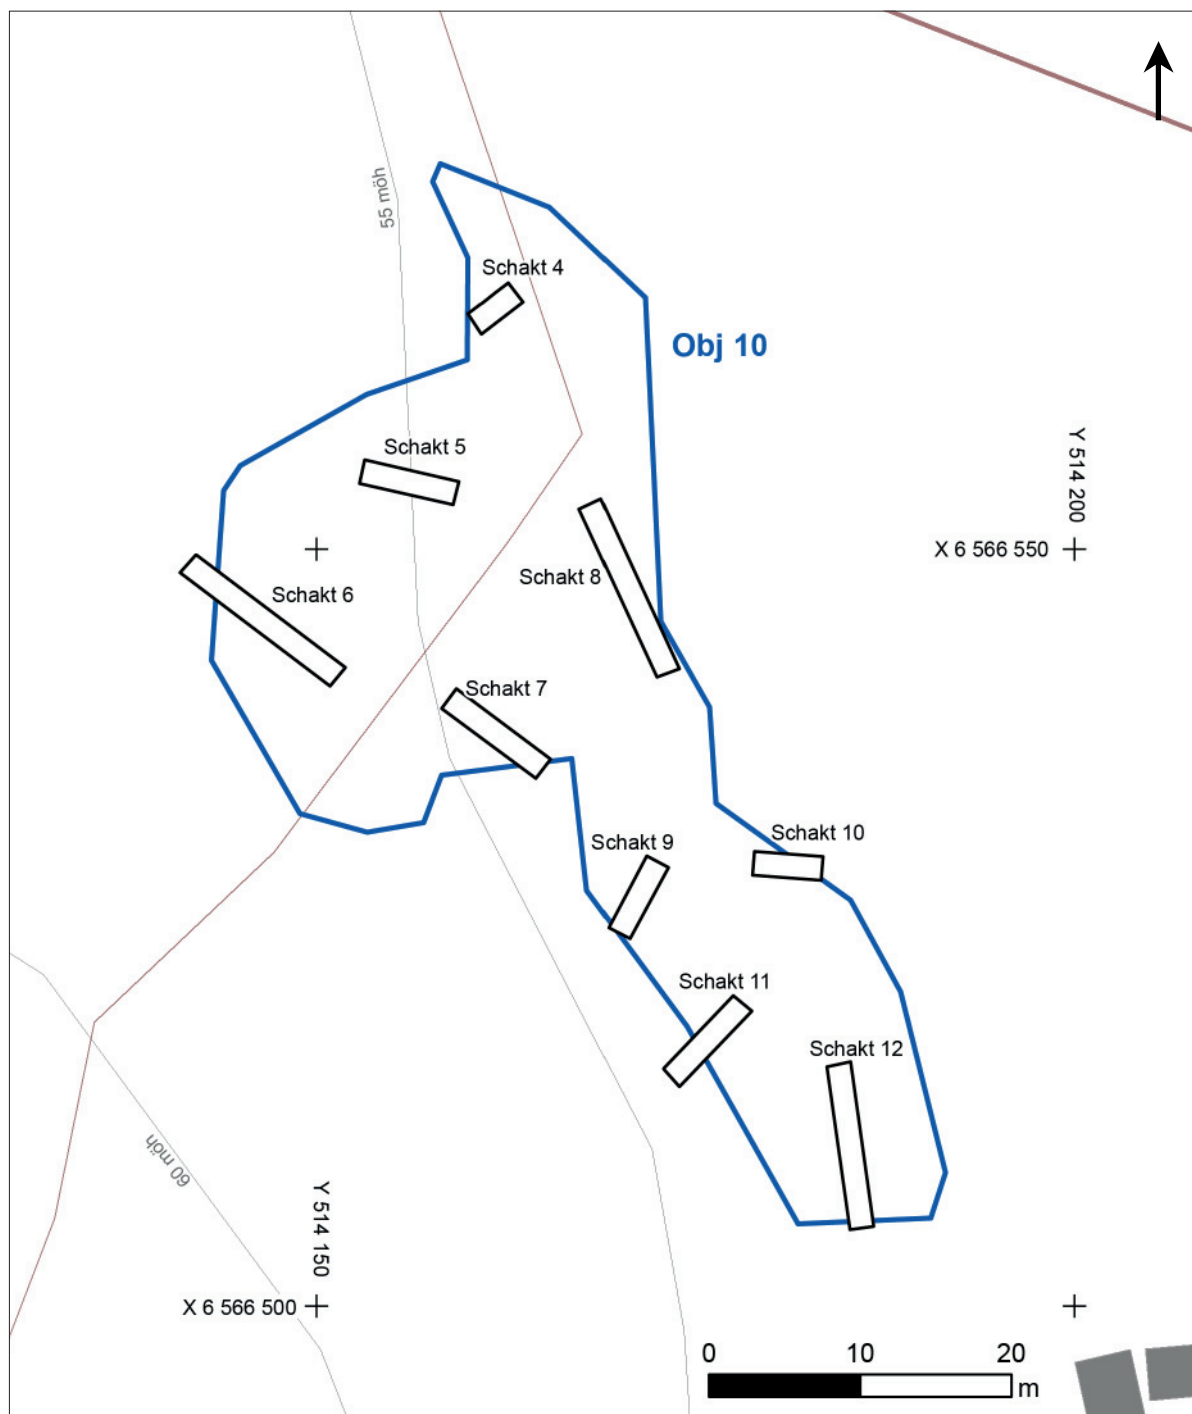 55 möh
Schakt 4
Obj 10
Schakt 5
Y 514 200
X 6 566 550
Schakt 8
Schakt 6
Schakt 7
Schakt 10
Schakt 9
Schakt 11
Schakt 12
60 möh
Y 514 150
X 6 566 500
0 10 20
m